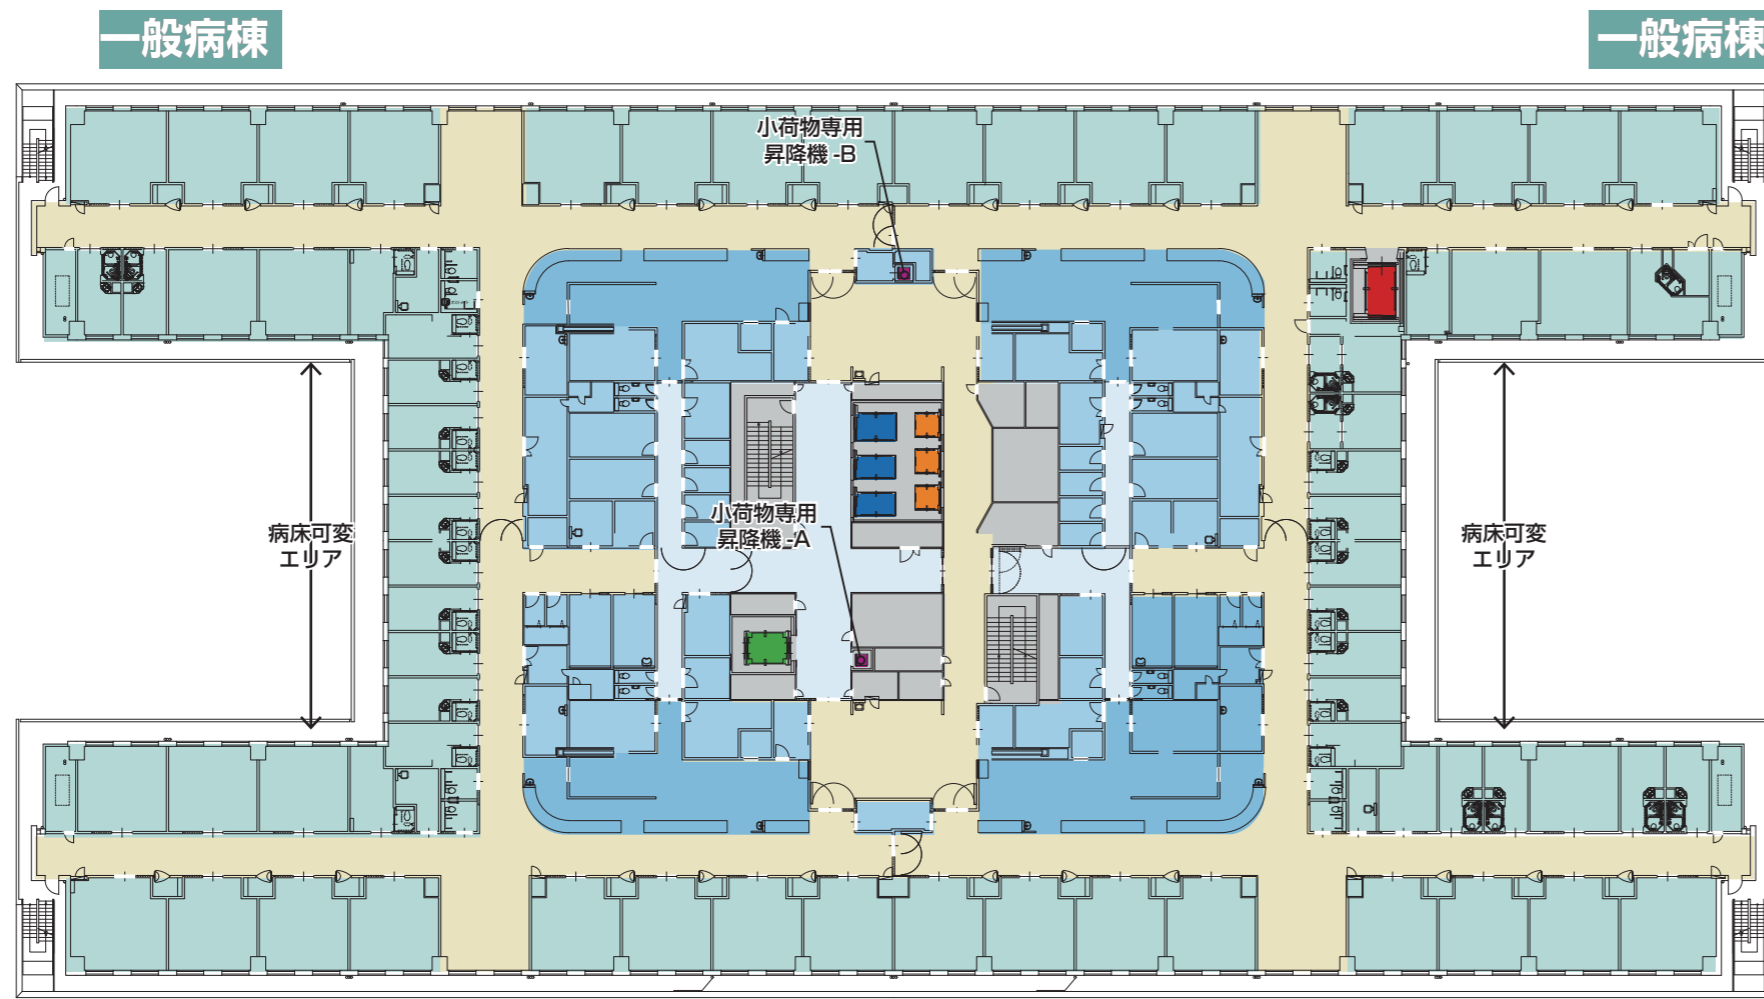 一般病棟
一般病棟
小荷物専用
昇降機 -B
小荷物専用
昇降機 -A
病床可変
エリア
病床可変
エリア